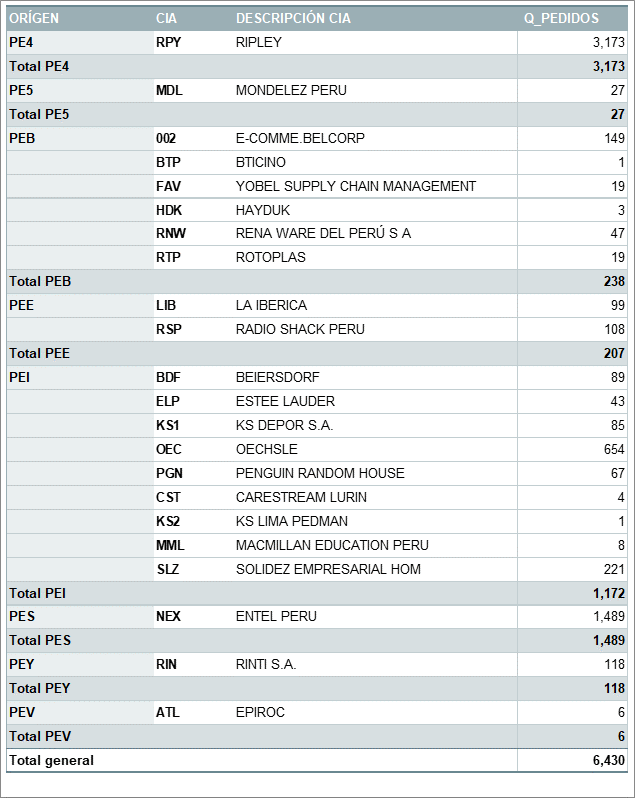 ORÍGEN CIA DESCRIPCIÓN CIA Q_PEDIDOS
PE4 RPY RIPLEY 3,173
Total PE4 3,173
PE5 MDL MONDELEZ PERU 27
Total PE5 27
PEB 002 E-COMME.BELCORP 149
BTP BTICINO 1
FAV YOBEL SUPPLY CHAIN MANAGEMENT 19
HDK HAYDUK 3
RNW RENA WARE DEL PERÚ S A 47
RTP ROTOPLAS 19
Total PEB 238
PEE LIB LA IBERICA 99
RSP RADIO SHACK PERU 108
Total PEE 207
PEI BDF BEIERSDORF 89
ELP ESTEE LAUDER 43
KS1 KS DEPOR S.A. 85
OEC OECHSLE 654
PGN PENGUIN RANDOM HOUSE 67
CST CARESTREAM LURIN 4
KS2 KS LIMA PEDMAN 1
MML MACMILLAN EDUCATION PERU 8
SLZ SOLIDEZ EMPRESARIAL HOM 221
Total PEI 1,172
PES NEX ENTEL PERU 1,489
Total PES 1,489
PEY RIN RINTI S.A. 118
Total PEY 118
PEV ATL EPIROC 6
Total PEV 6
Total general 6,430